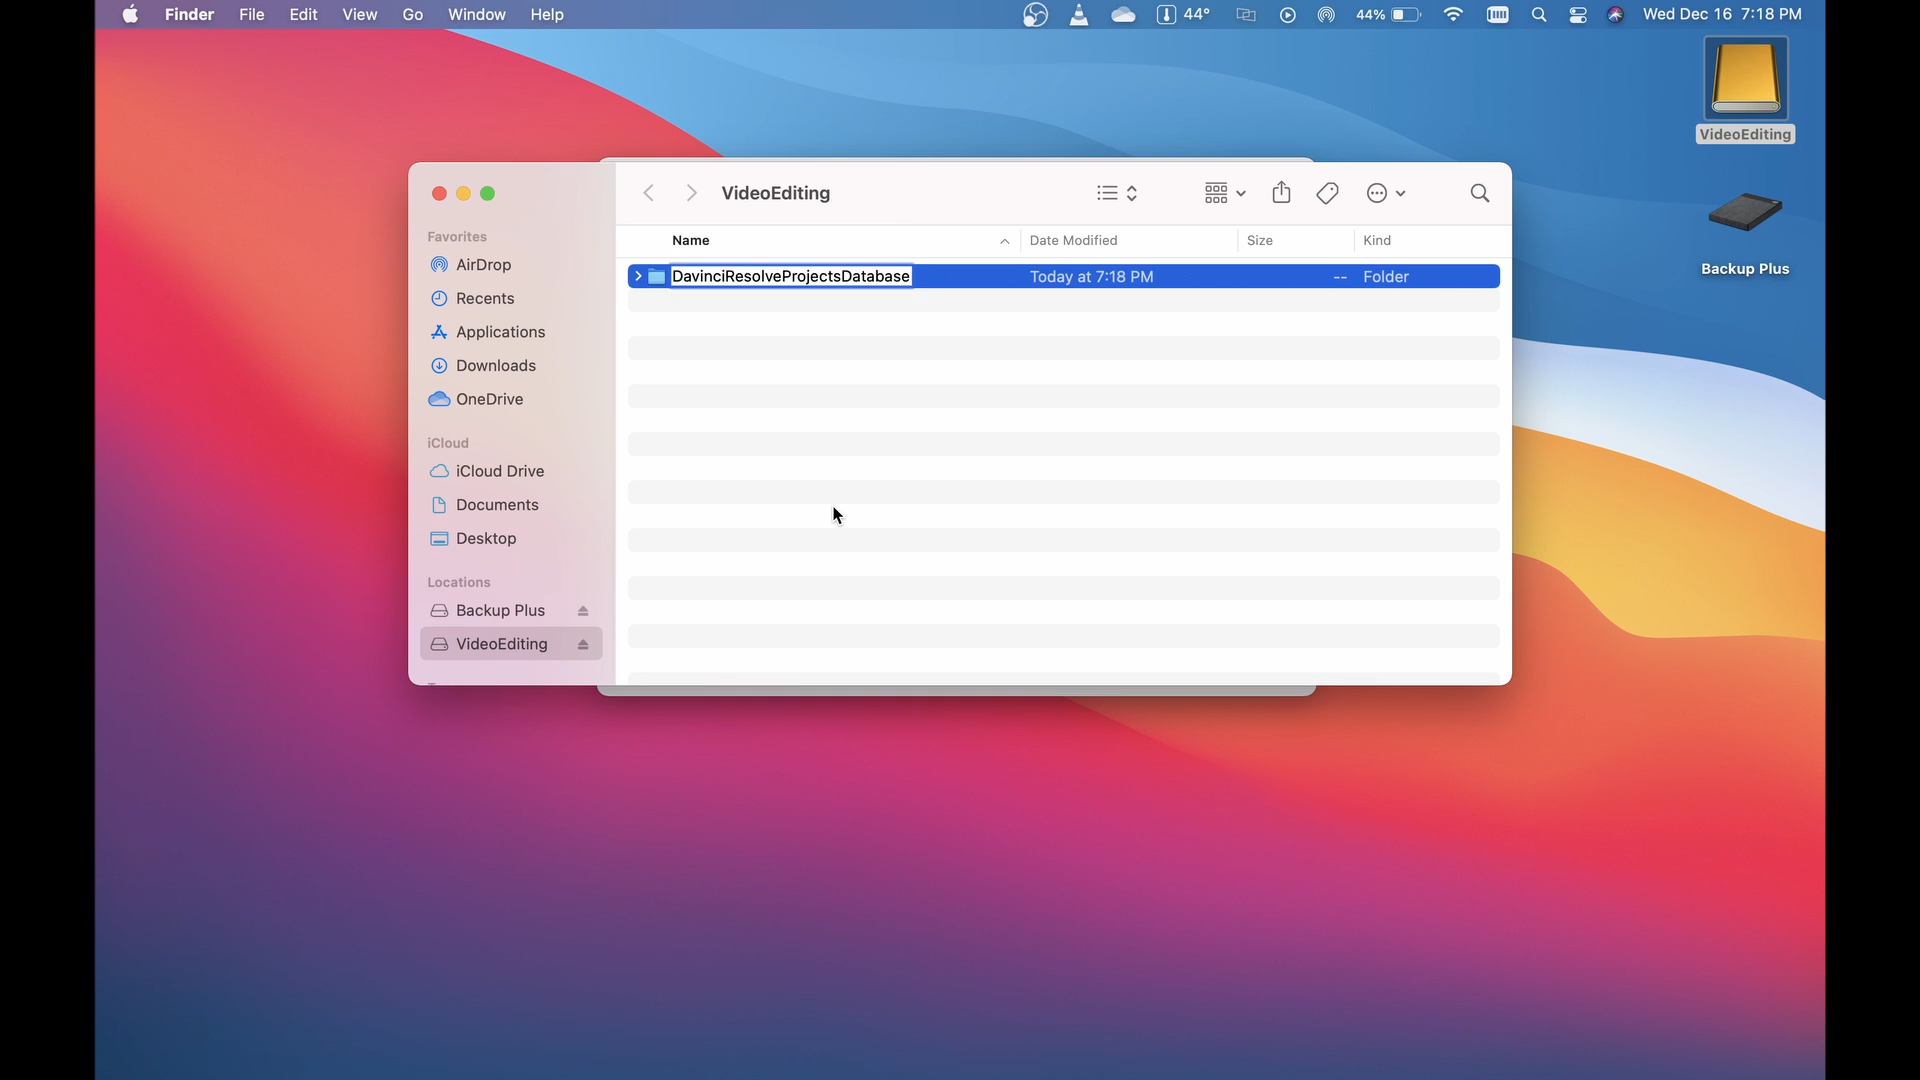 Finder File Edit View Go Window Help 44° 44% Wed Dec 16 7:18 PM
VideoEditing
Backup Plus
VideoEditing
Favorites
AirDrop
Recents
Applications
Downloads
OneDrive
iCloud
iCloud Drive
Documents
Desktop
Locations
Backup Plus
VideoEditing
Name Date Modified Size Kind
DavinciResolveProjectsDatabase Today at 7:18 PM -- Folder